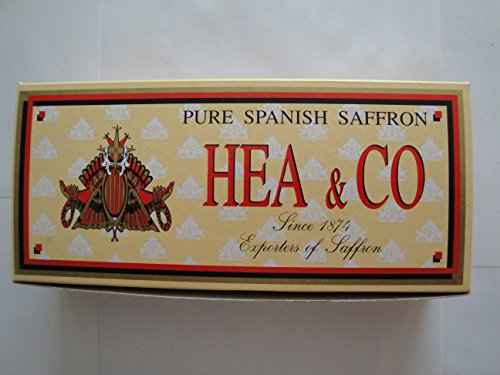 PURE SPANISH SAFFRON
HEA & CO
Since 1874
Exporters of Saffron